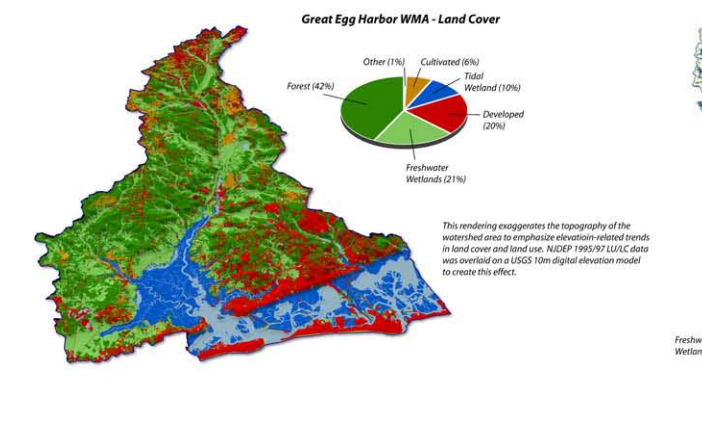 Great Egg Harbor WMA - Land Cover
Other (1%)
Cultivated (6%)
Tidal
Wetland (10%)
Forest (42%)
Developed
(20%)
Freshwater
Wetlands (21%)
This rendering exaggerates the topography of the
watershed area to emphasize elevatioin-related trends
in land cover and land use. NJDEP 1995/97 LU/LC data
was overlaid on a USGS 10m digital elevation model
to create this effect.
Freshw
Wetlan